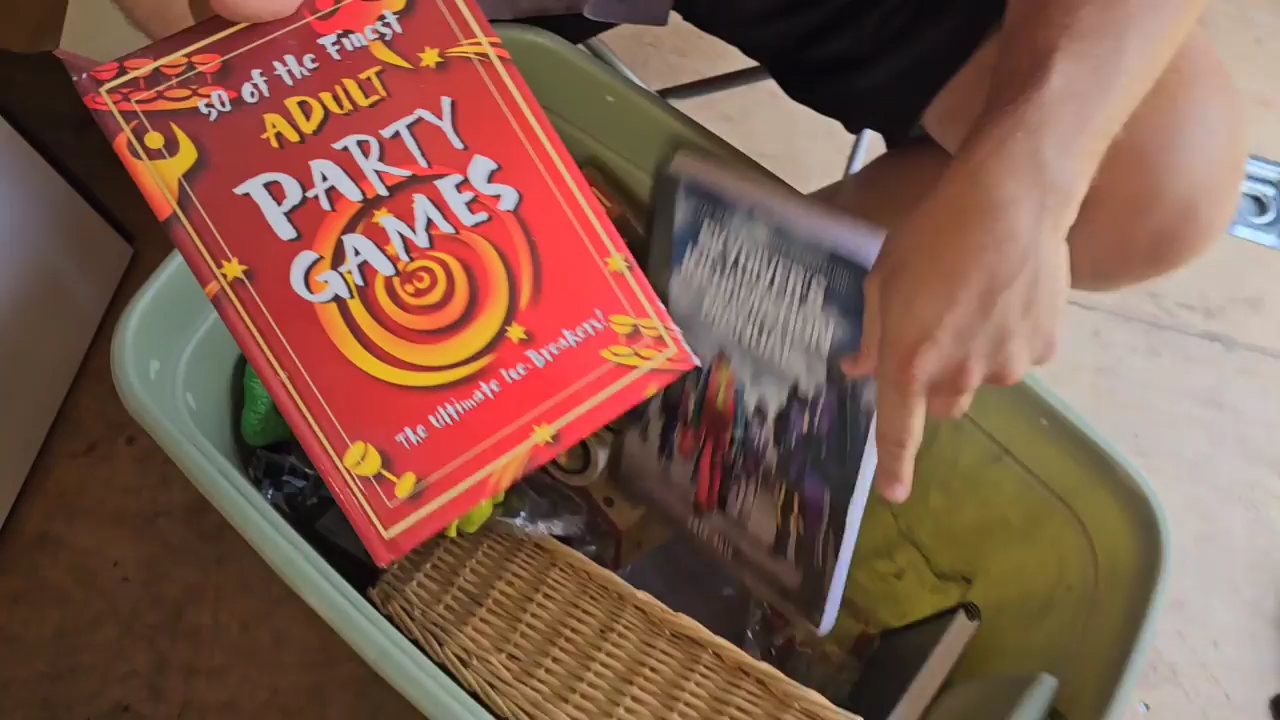 50 of the Finest
ADULT
PARTY
GAMES
The Ultimate Ice-Breakers!